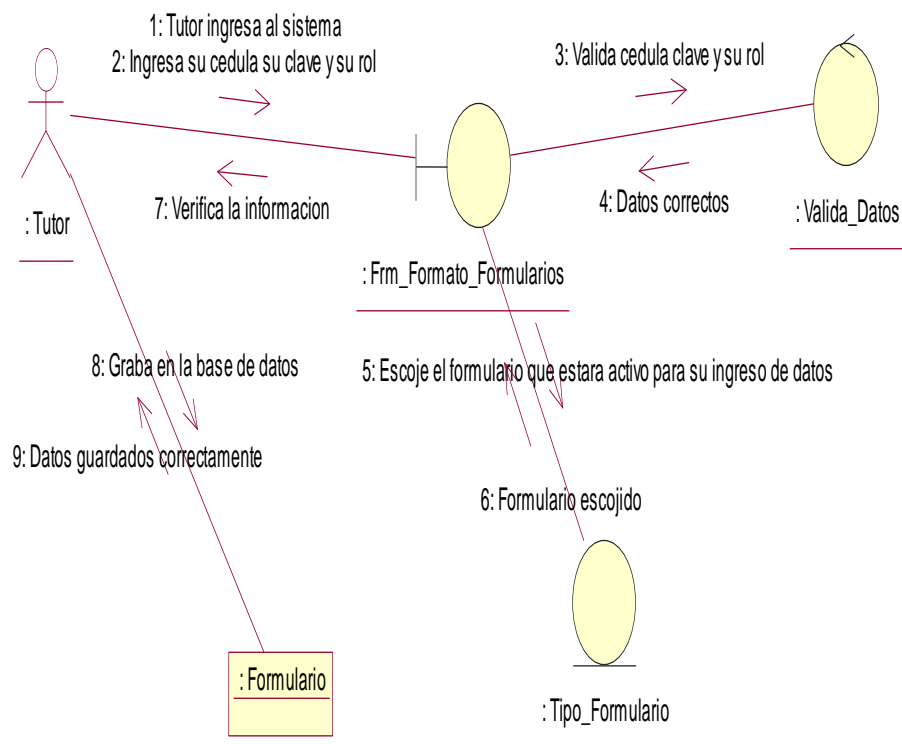 1: Tutor ingresa al sistema
2: Ingresa su cedula su clave y su rol
3: Valida cedula clave y su rol
7: Verifica la informacion
4: Datos correctos
: Tutor
: Valida_Datos
: Frm_Formato_Formularios
8: Graba en la base de datos
5: Escoje el formulario que estara activo para su ingreso de datos
9: Datos guardados correctamente
6: Formulario escojido
: Formulario
: Tipo_Formulario